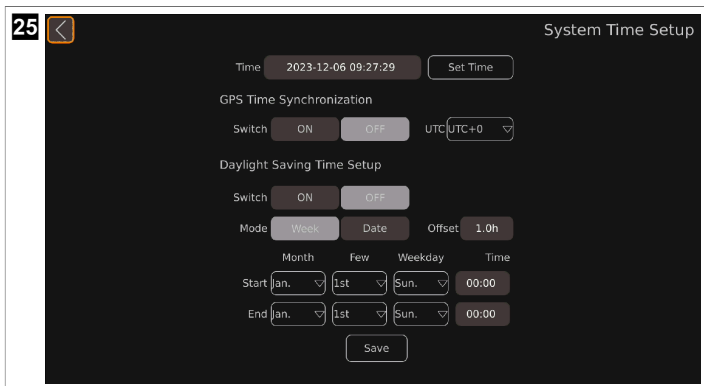 25
System Time Setup
Time 2023-12-06 09:27:29 Set Time
GPS Time Synchronization
Switch ON OFF UTC UTC+0
Daylight Saving Time Setup
Switch ON OFF
Mode Week Date Offset 1.0h
Month Few Weekday Time
Start Jan. 1st Sun. 00:00
End Jan. 1st Sun. 00:00
Save